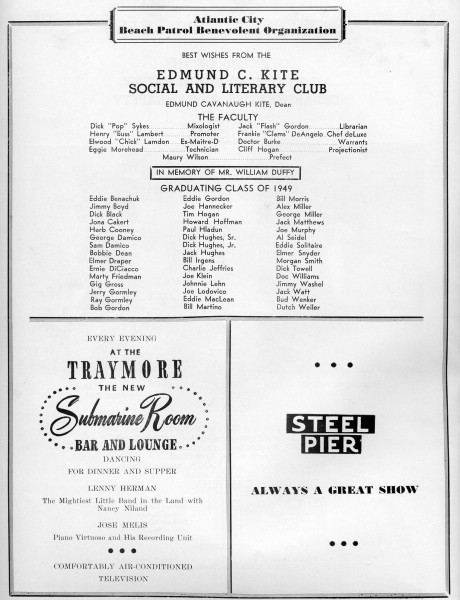 Atlantic City
Beach Patrol Benevolent Organization
BEST WISHES FROM THE
EDMUND C. KITE
SOCIAL AND LITERARY CLUB
EDMUND CAVANAUGH KITE, Dean
THE FACULTY
Dick "Pop" Sykes Mixologist
Henry "Buss" Lambert Promoter
Elwood "Chick" Lamdon Es-Maitre-D
Eggie Morehead Technician
Jack "Flash" Gordon Librarian
Frankie "Clams" DeAngelo Chef deLuxe
Doctor Burke Warrants
Cliff Hogan Projectionist
Maury Wilson Prefect
IN MEMORY OF MR. WILLIAM DUFFY
GRADUATING CLASS OF 1949
Eddie Benachuk
Jimmy Boyd
Dick Black
Jona Cakert
Herb Cooney
George Damico
Sam Damico
Bobbie Dean
Elmer Draper
Ernie DiCiacco
Marty Friedman
Gig Gross
Jerry Gormley
Ray Gormley
Bob Gordon
Eddie Gordon
Joe Hannecker
Tim Hogan
Howard Hoffman
Paul Hladun
Dick Hughes, Sr.
Dick Hughes, Jr.
Jack Hughes
Bill Irgens
Charlie Jeffries
Joe Klein
Johnnie Lehn
Joe Lodovico
Eddie MacLean
Bill Martino
Bill Morris
Alex Miller
George Miller
Jack Matthews
Joe Murphy
Al Seidel
Eddie Solitaire
Elmer Snyder
Morgan Smith
Dick Towell
Doc Williams
Jimmy Washel
Jack Watt
Bud Wenker
Dutch Weiler
EVERY EVENING
AT THE
TRAYMORE
THE NEW
Submarine Room
BAR AND LOUNGE
DANCING
FOR DINNER AND SUPPER
LENNY HERMAN
The Mightiest Little Band in the Land with
Nancy Niland
JOSE MELIS
Piano Virtuoso and His Recording Unit
COMFORTABLY AIR-CONDITIONED
TELEVISION
STEEL
PIER
ALWAYS A GREAT SHOW